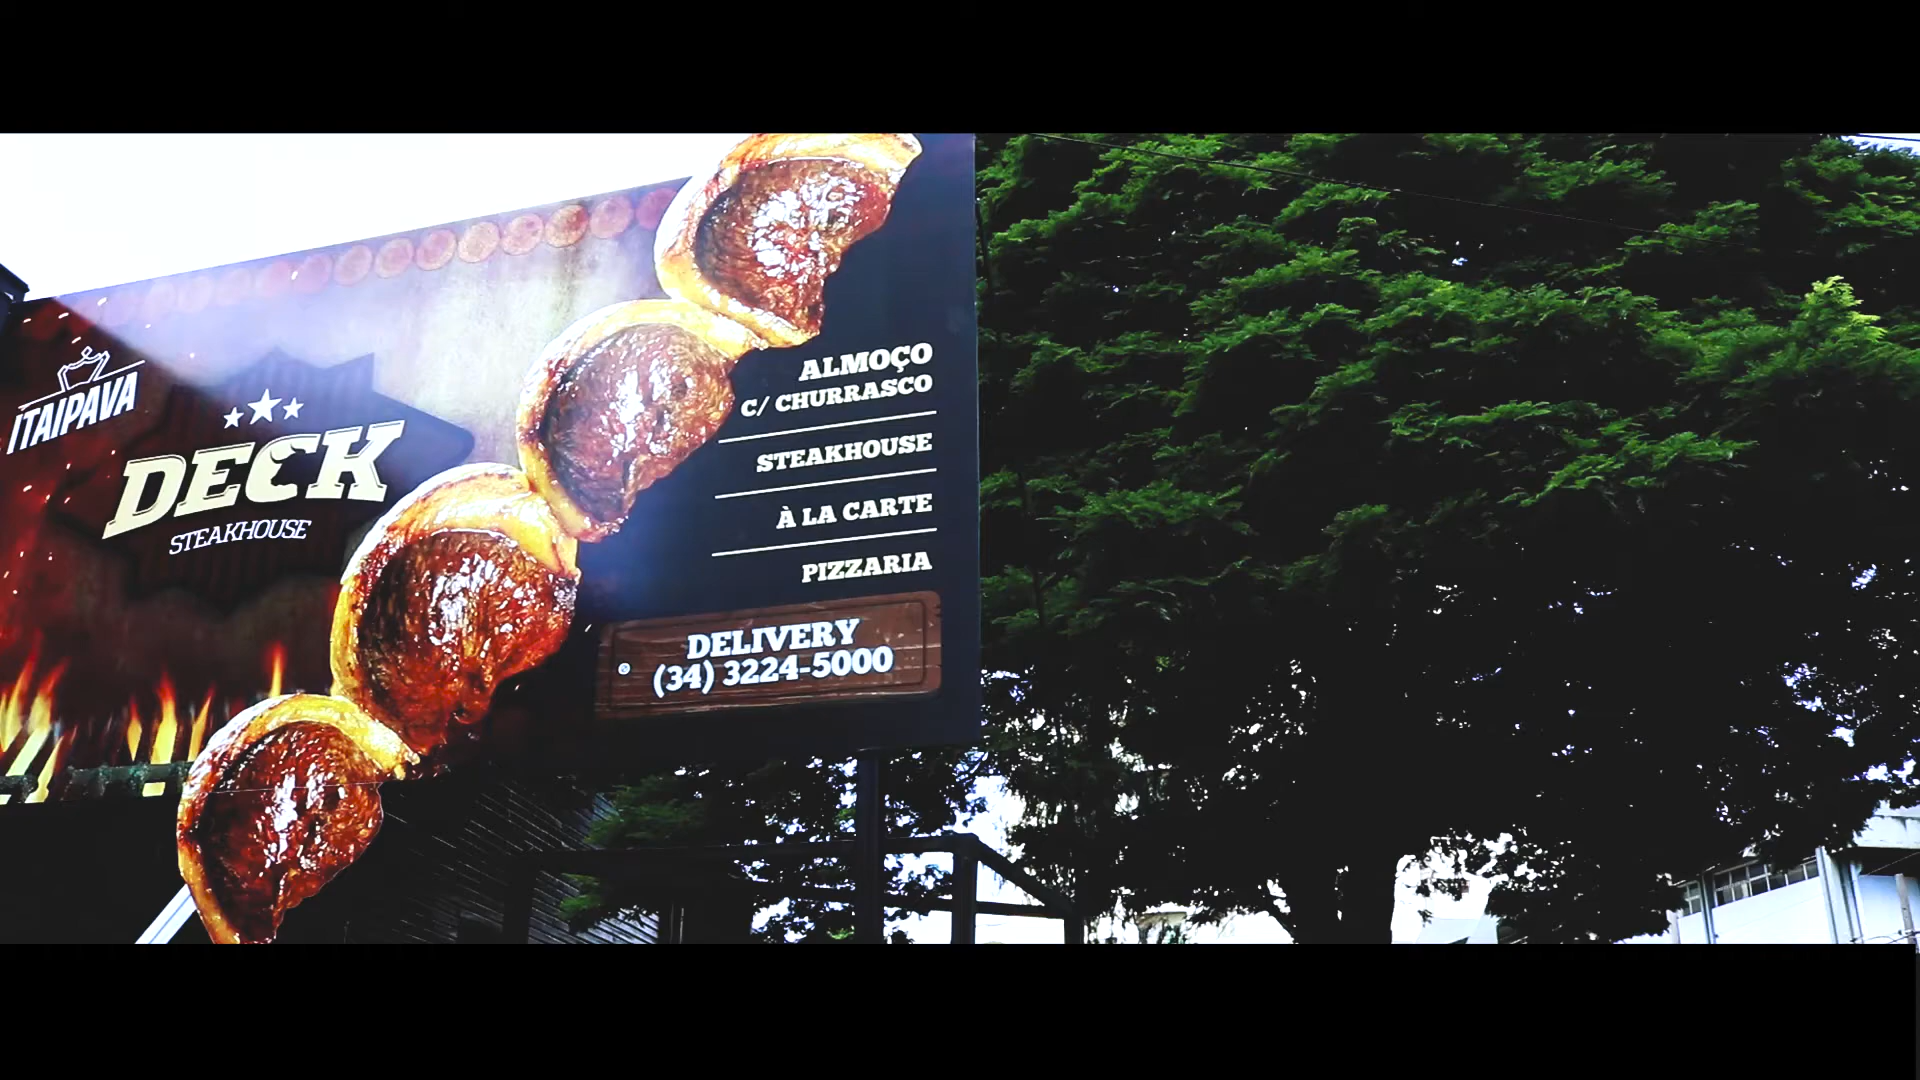 ITAIPAVA
DECK
STEAKHOUSE
ALMOÇO
C/ CHURRASCO
STEAKHOUSE
À LA CARTE
PIZZARIA
DELIVERY
(34) 3224-5000